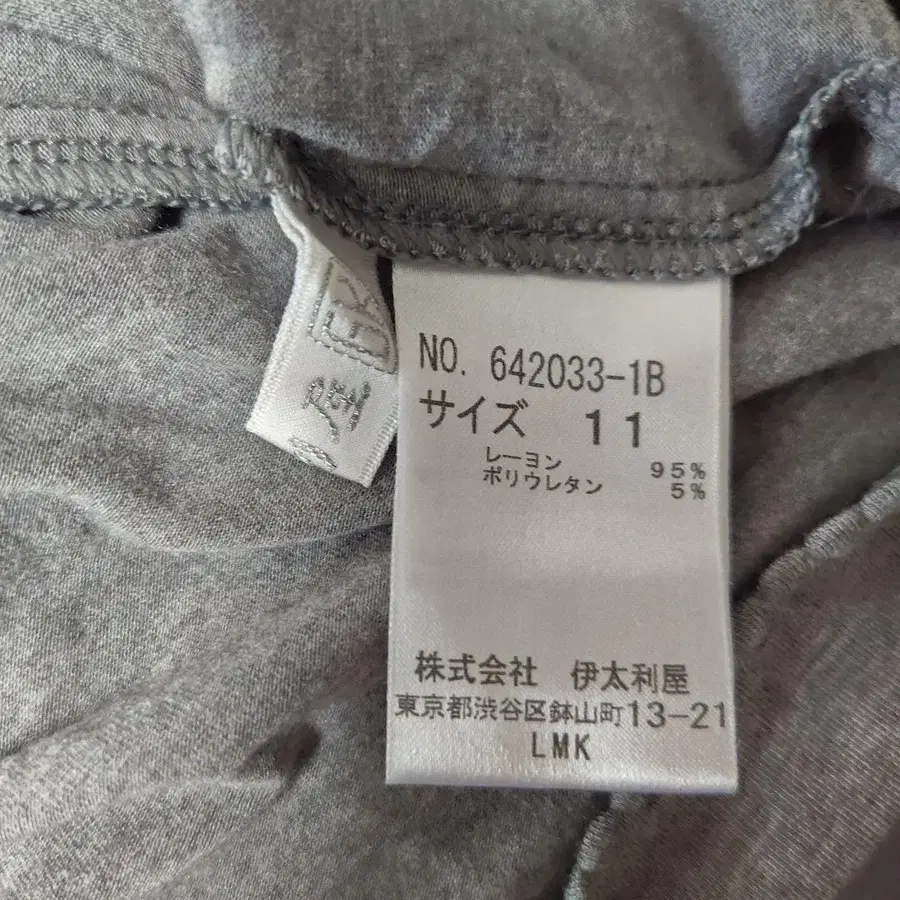 NO. 642033-1B
サイズ 11
レーヨン 95%
ポリウレタン 5%
株式会社 伊太利屋
東京都渋谷区鉢山町13-21
LMK